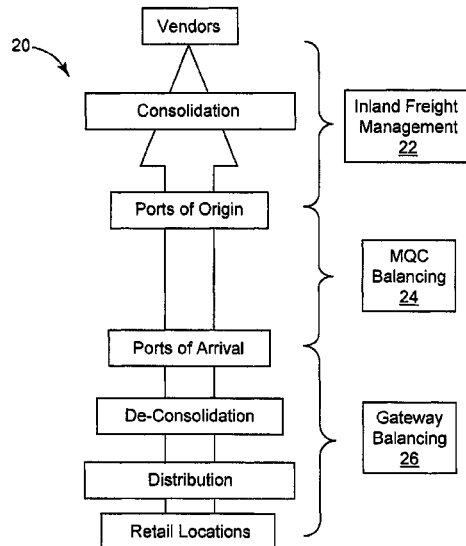 20
Vendors
Consolidation
Inland Freight
Management
22
Ports of Origin
MQC
Balancing
24
Ports of Arrival
De-Consolidation
Gateway
Balancing
26
Distribution
Retail Locations